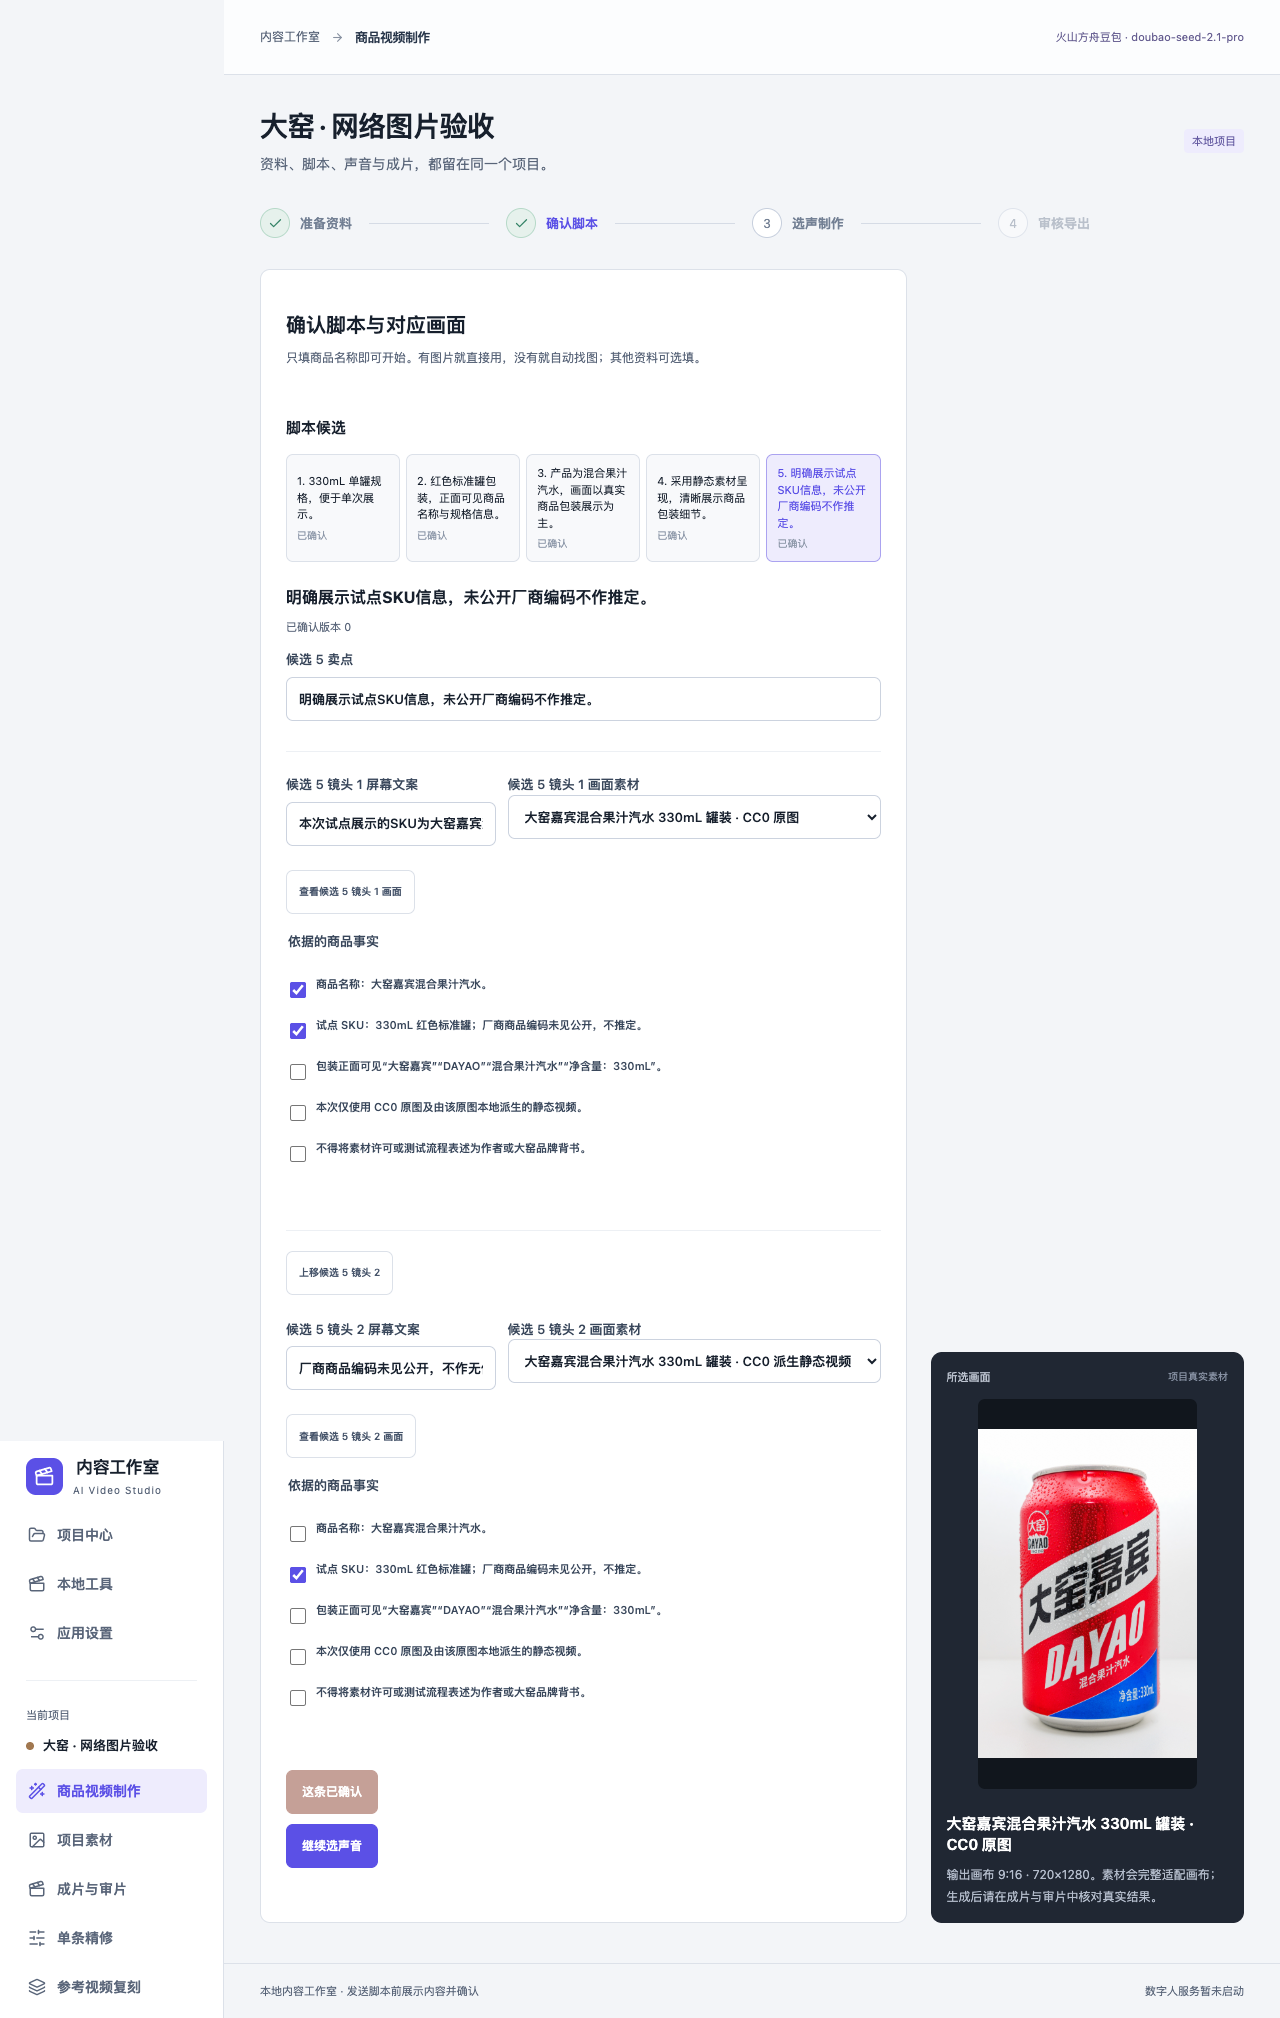 内容工作室 → 商品视频制作
火山方舟豆包 · doubao-seed-2.1-pro
大窑 · 网络图片验收
资料、脚本、声音与成片，都留在同一个项目。
本地项目
准备资料
确认脚本
3 选声制作
4 审核导出
确认脚本与对应画面
只填商品名称即可开始。有图片就直接用，没有就自动找图；其他资料可选填。
脚本候选
1. 330mL 单罐规
格，便于单次展
示。
已确认
2. 红色标准罐包
装，正面可见商品
名称与规格信息。
已确认
3. 产品为混合果汁
汽水，画面以真实
商品包装展示为
主。
已确认
4. 采用静态素材呈
现，清晰展示商品
包装细节。
已确认
5. 明确展示试点
SKU信息，未公开
厂商编码不作推
定。
已确认
明确展示试点SKU信息，未公开厂商编码不作推定。
已确认版本 0
候选 5 卖点
明确展示试点SKU信息，未公开厂商编码不作推定。
候选 5 镜头 1 屏幕文案
候选 5 镜头 1 画面素材
本次试点展示的SKU为大窑嘉宾
大窑嘉宾混合果汁汽水 330mL 罐装 · CC0 原图
查看候选 5 镜头 1 画面
依据的商品事实
商品名称：大窑嘉宾混合果汁汽水。
试点 SKU：330mL 红色标准罐；厂商商品编码未见公开，不推定。
包装正面可见“大窑嘉宾”“DAYAO”“混合果汁汽水”“净含量：330mL”。
本次仅使用 CC0 原图及由该原图本地派生的静态视频。
不得将素材许可或测试流程表述为作者或大窑品牌背书。
上移候选 5 镜头 2
候选 5 镜头 2 屏幕文案
候选 5 镜头 2 画面素材
厂商商品编码未见公开，不作无
大窑嘉宾混合果汁汽水 330mL 罐装 · CC0 派生静态视频
查看候选 5 镜头 2 画面
依据的商品事实
商品名称：大窑嘉宾混合果汁汽水。
试点 SKU：330mL 红色标准罐；厂商商品编码未见公开，不推定。
包装正面可见“大窑嘉宾”“DAYAO”“混合果汁汽水”“净含量：330mL”。
本次仅使用 CC0 原图及由该原图本地派生的静态视频。
不得将素材许可或测试流程表述为作者或大窑品牌背书。
这条已确认
继续选声音
所选画面
项目真实素材
大窑
DAYAO
大窑嘉宾
DAYAO
混合果汁汽水
净含量:330mL
大窑嘉宾混合果汁汽水 330mL 罐装 ·
CC0 原图
输出画布 9:16 · 720×1280。素材会完整适配画布；
生成后请在成片与审片中核对真实结果。
内容工作室
AI Video Studio
项目中心
本地工具
应用设置
当前项目
大窑 · 网络图片验收
商品视频制作
项目素材
成片与审片
单条精修
参考视频复刻
本地内容工作室 · 发送脚本前展示内容并确认
数字人服务暂未启动